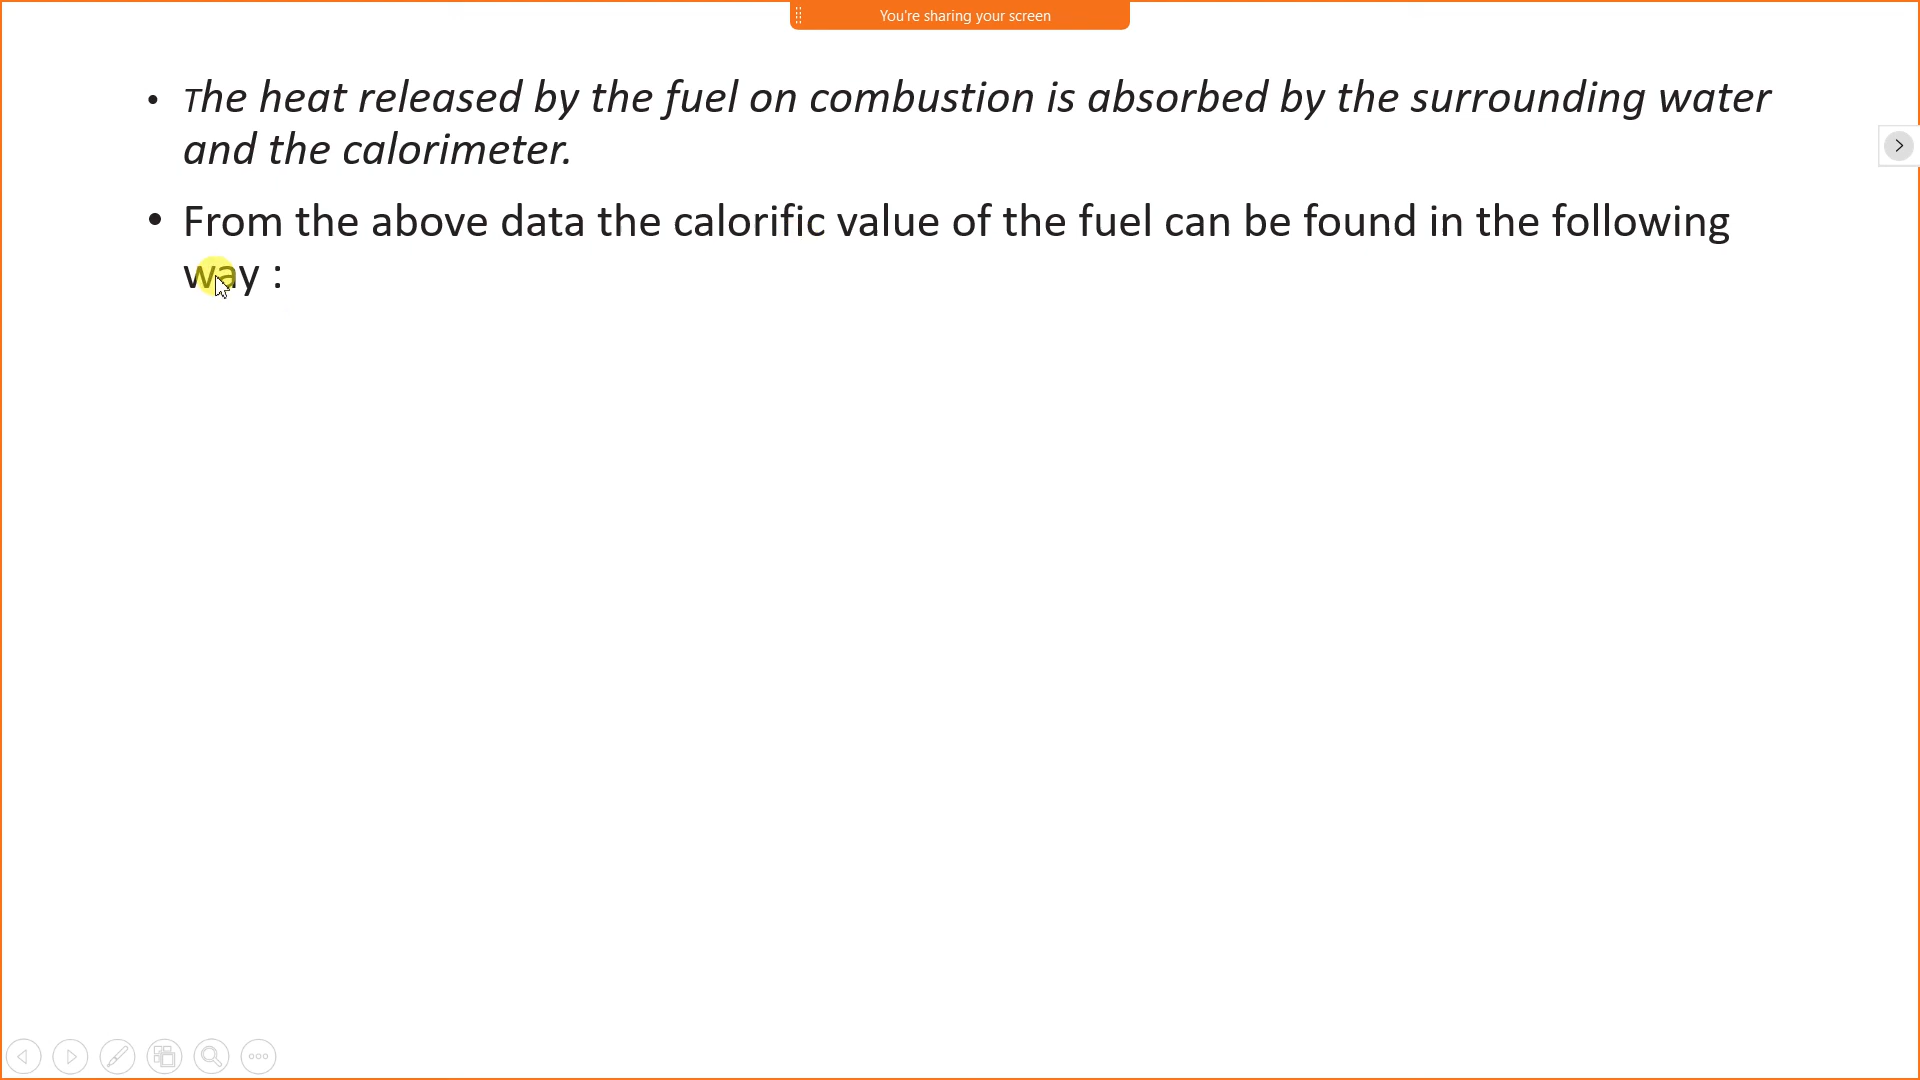 You're sharing your screen
• The heat released by the fuel on combustion is absorbed by the surrounding water
and the calorimeter.
• From the above data the calorific value of the fuel can be found in the following
way :